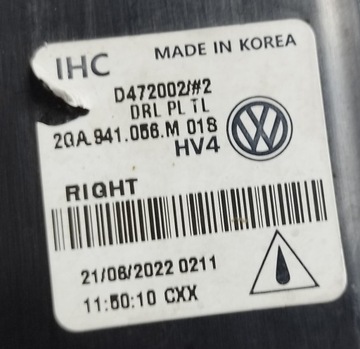 IHC MADE IN KOREA
D472002/#2
DRL PL TL
2GA.941.056.M 018
HV4
RIGHT
21/06/2022 0211
11:50:10 CXX